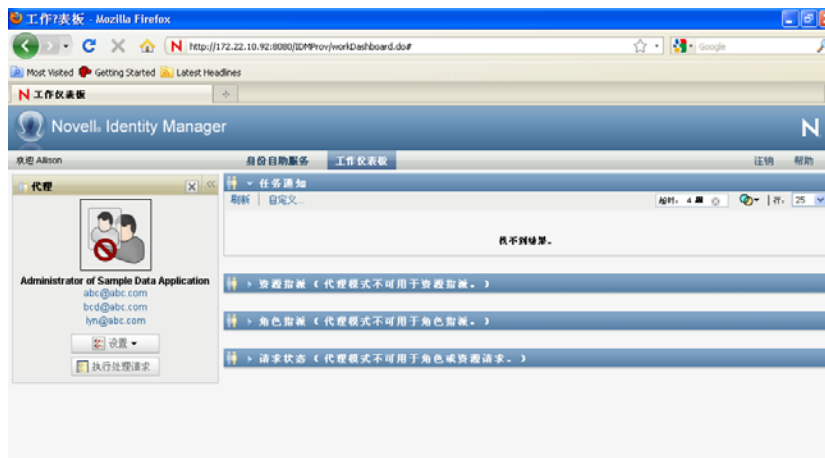 工作?表板 - Mozilla Firefox
N http://172.22.10.92:8080/IDMProv/workDashboard.do#
Google
Most Visited Getting Started Latest Headlines
N 工作仪表板
Novell® Identity Manager N
欢迎 Alison 身份自助服务 工作仪表板 注销 帮助
代理
任务通知
刷新 | 自定义... 超时: 4 周 | 行: 25
找不到结果。
Administrator of Sample Data Application
abc@abc.com
bcd@abc.com
lyn@abc.com
设置
执行处理请求
资源指派 (代理模式不可用于资源指派。)
角色指派 (代理模式不可用于角色指派。)
请求状态 (代理模式不可用于角色或资源请求。)